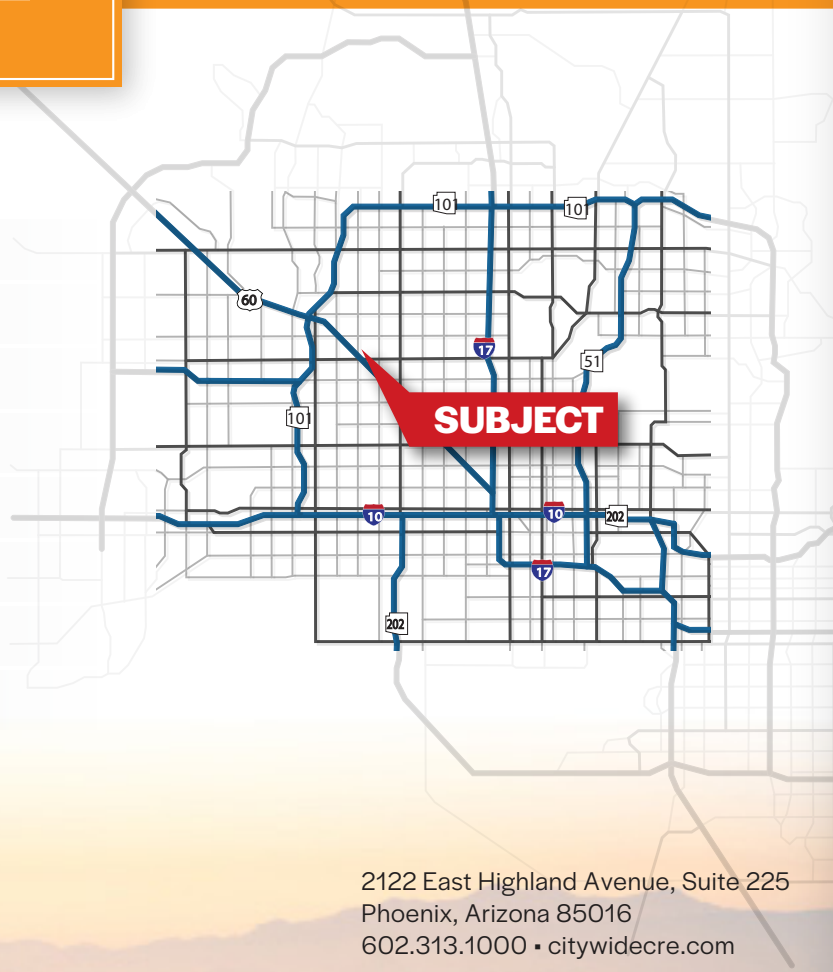 101
101
60
17
51
SUBJECT
101
10
10
202
17
202
2122 East Highland Avenue, Suite 225
Phoenix, Arizona 85016
602.313.1000 ▪ citywidecre.com